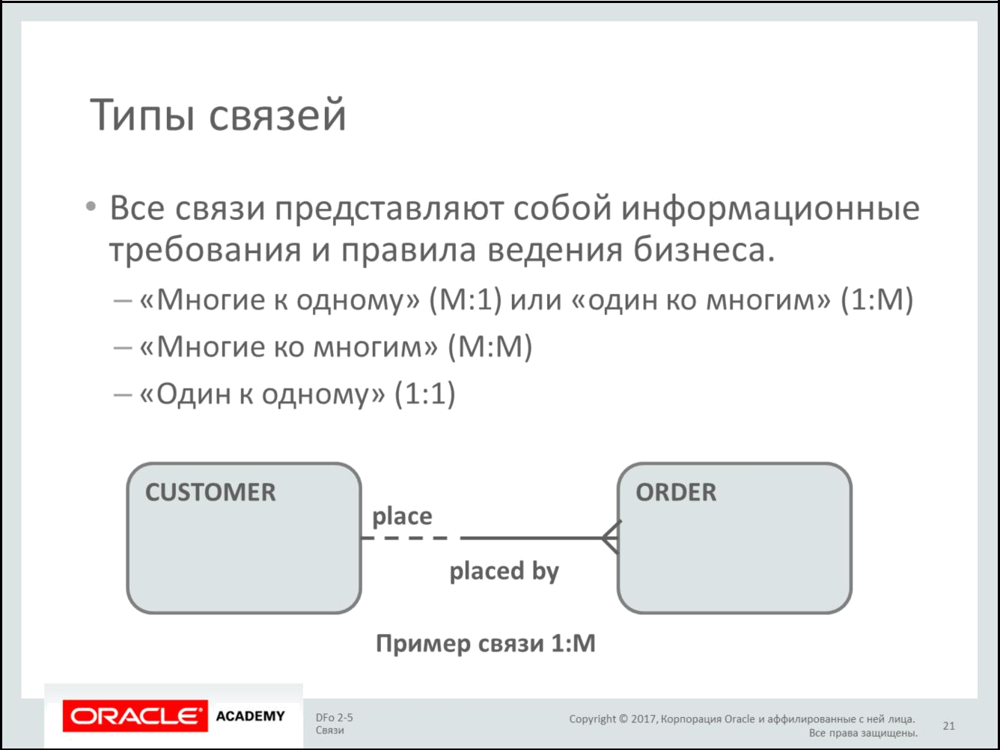 Типы связей
• Все связи представляют собой информационные
требования и правила ведения бизнеса.
– «Многие к одному» (М:1) или «один ко многим» (1:М)
– «Многие ко многим» (М:М)
– «Один к одному» (1:1)
CUSTOMER
ORDER
place
placed by
Пример связи 1:М
ORACLE® ACADEMY
DFo 2-5
Связи
Copyright © 2017, Корпорация Oracle и аффилированные с ней лица.
Все права защищены.
21